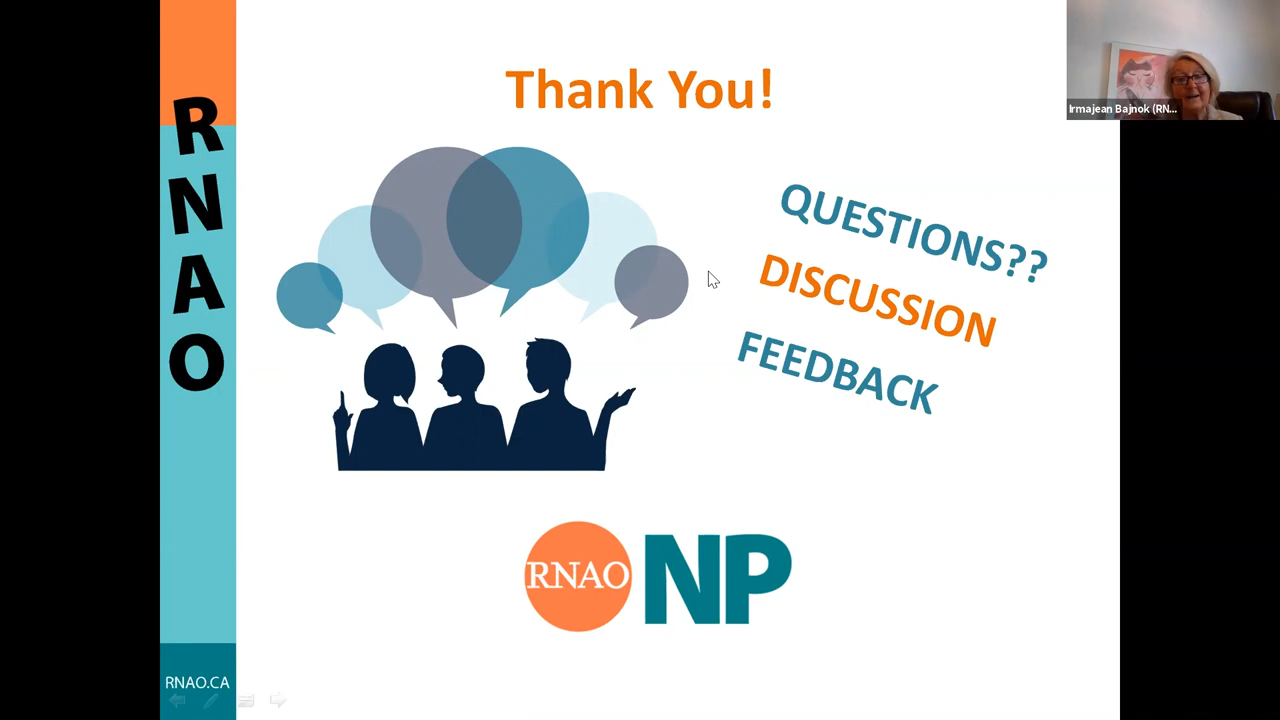 R
N
A
O
RNAO.CA
Thank You!
QUESTIONS??
DISCUSSION
FEEDBACK
RNAO NP
Irmajean Bajnok (RN...